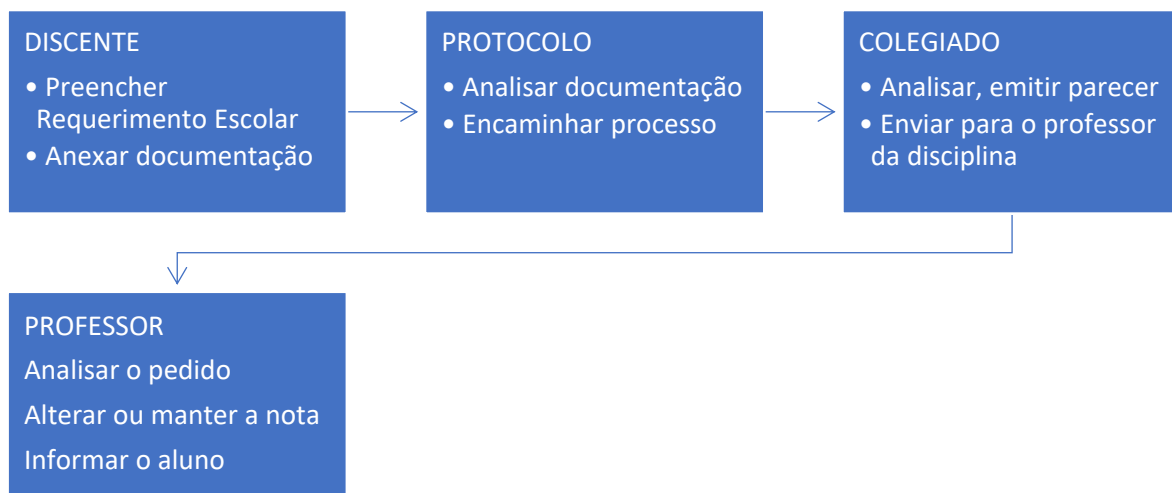 DISCENTE
• Preencher
Requerimento Escolar
• Anexar documentação
PROTOCOLO
• Analisar documentação
• Encaminhar processo
COLEGIADO
• Analisar, emitir parecer
• Enviar para o professor
da disciplina
PROFESSOR
Analisar o pedido
Alterar ou manter a nota
Informar o aluno